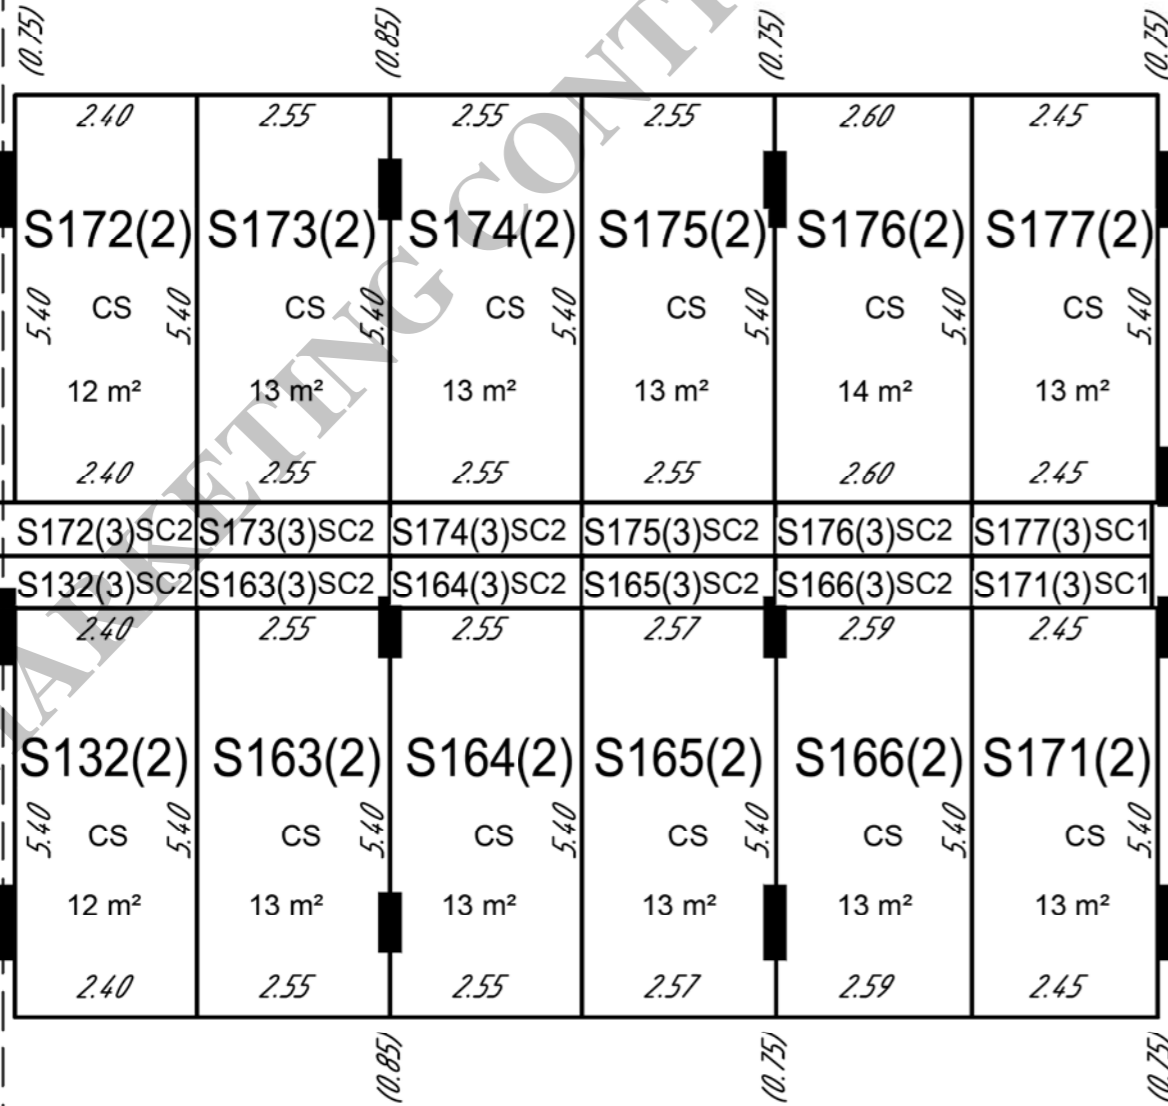 (0.75) (0.85) (0.75) (0.75)
2.40 2.55 2.55 2.55 2.60 2.45
S172(2) S173(2) S174(2) S175(2) S176(2) S177(2)
5.40 CS 5.40 CS 5.40 CS 5.40 CS 5.40 CS 5.40 CS 5.40
12 m² 13 m² 13 m² 13 m² 14 m² 13 m²
2.40 2.55 2.55 2.55 2.60 2.45
S172(3)SC2 S173(3)SC2 S174(3)SC2 S175(3)SC2 S176(3)SC2 S177(3)SC1
S132(3)SC2 S163(3)SC2 S164(3)SC2 S165(3)SC2 S166(3)SC2 S171(3)SC1
2.40 2.55 2.55 2.57 2.59 2.45
S132(2) S163(2) S164(2) S165(2) S166(2) S171(2)
5.40 CS 5.40 CS 5.40 CS 5.40 CS 5.40 CS 5.40 CS 5.40
12 m² 13 m² 13 m² 13 m² 13 m² 13 m²
2.40 2.55 2.55 2.57 2.59 2.45
(0.85) (0.75) (0.75)
ARKETING CONT